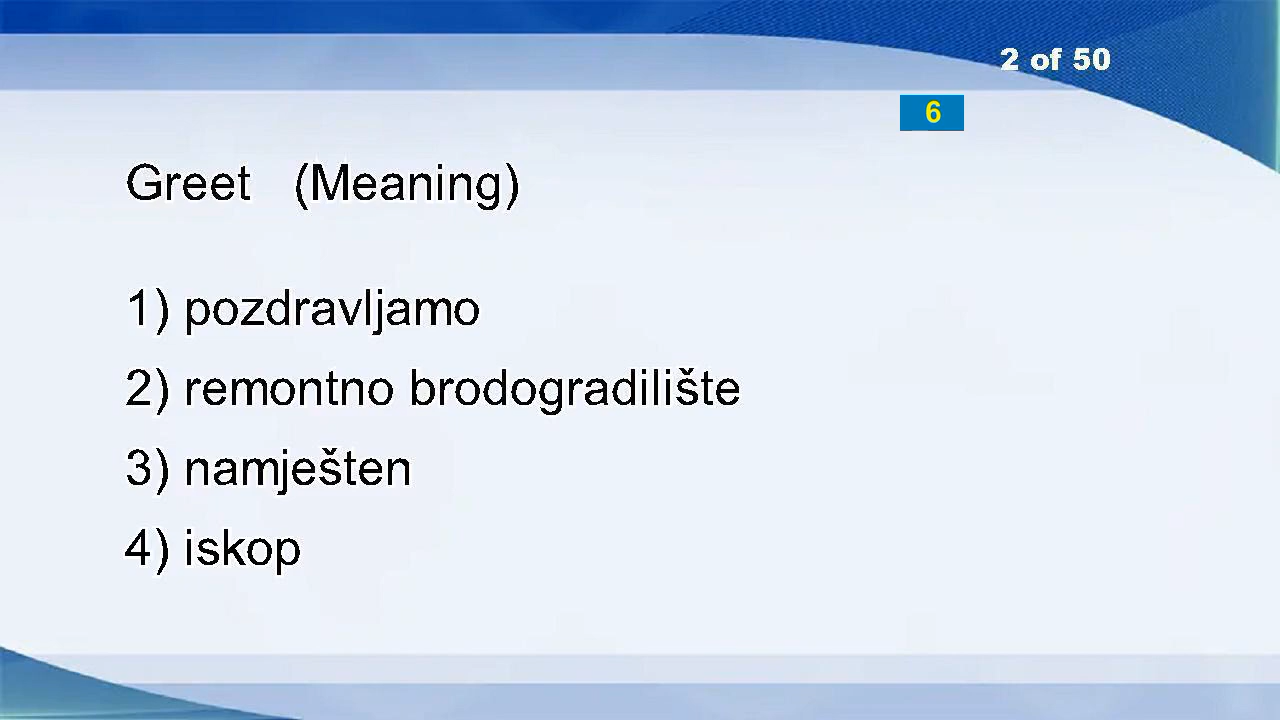 2 of 50
6
Greet (Meaning)
1) pozdravljamo
2) remontno brodogradilište
3) namješten
4) iskop